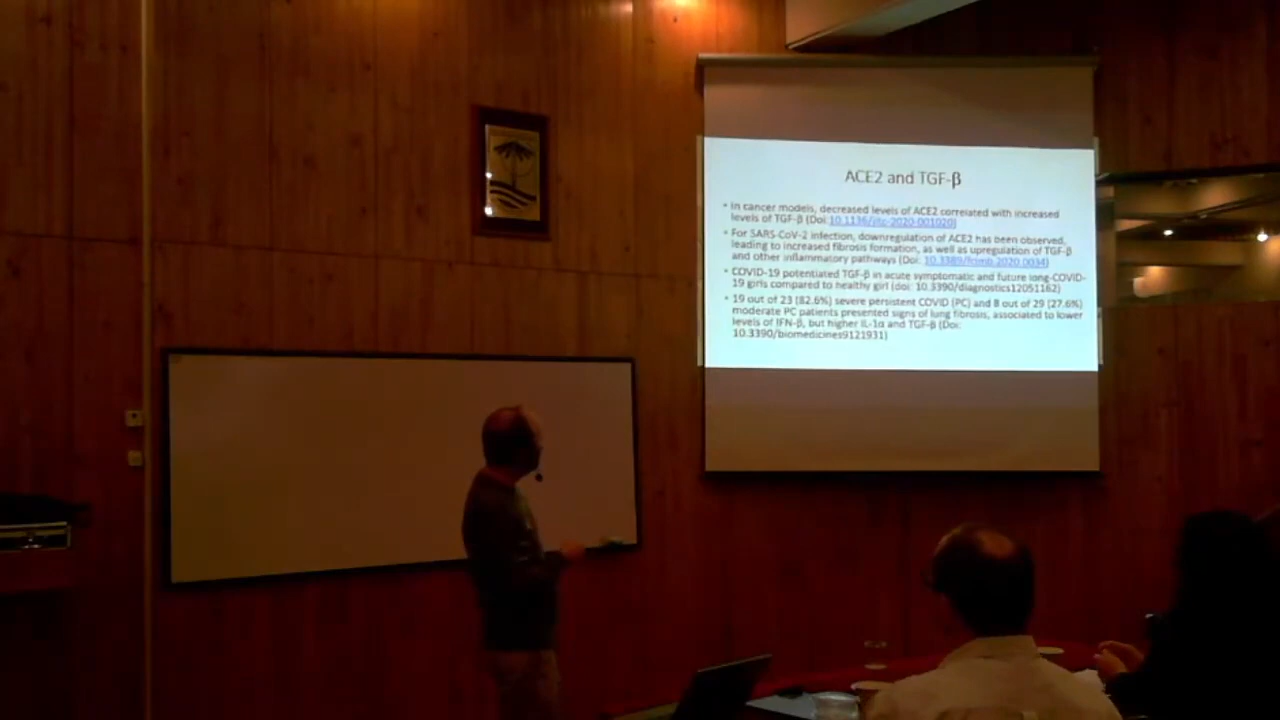 ACE2 and TGF-β
• In cancer models, decreased levels of ACE2 correlated with increased
levels of TGF-β (Doi: 10.1136/jitc-2020-001020)
• For SARS-CoV-2 infection, downregulation of ACE2 has been observed,
leading to increased fibrosis formation, as well as upregulation of TGF-β
and other inflammatory pathways (Doi: 10.3389/fcimb.2020.0034)
• COVID-19 potentiated TGF-β in acute symptomatic and future long-COVID-
19 girls compared to healthy girl (doi: 10.3390/diagnostics12051162)
• 19 out of 23 (82.6%) severe persistent COVID (PC) and 8 out of 29 (27.6%)
moderate PC patients presented signs of lung fibrosis, associated to lower
levels of IFN-β, but higher IL-1α and TGF-β (Doi:
10.3390/biomedicines9121931)